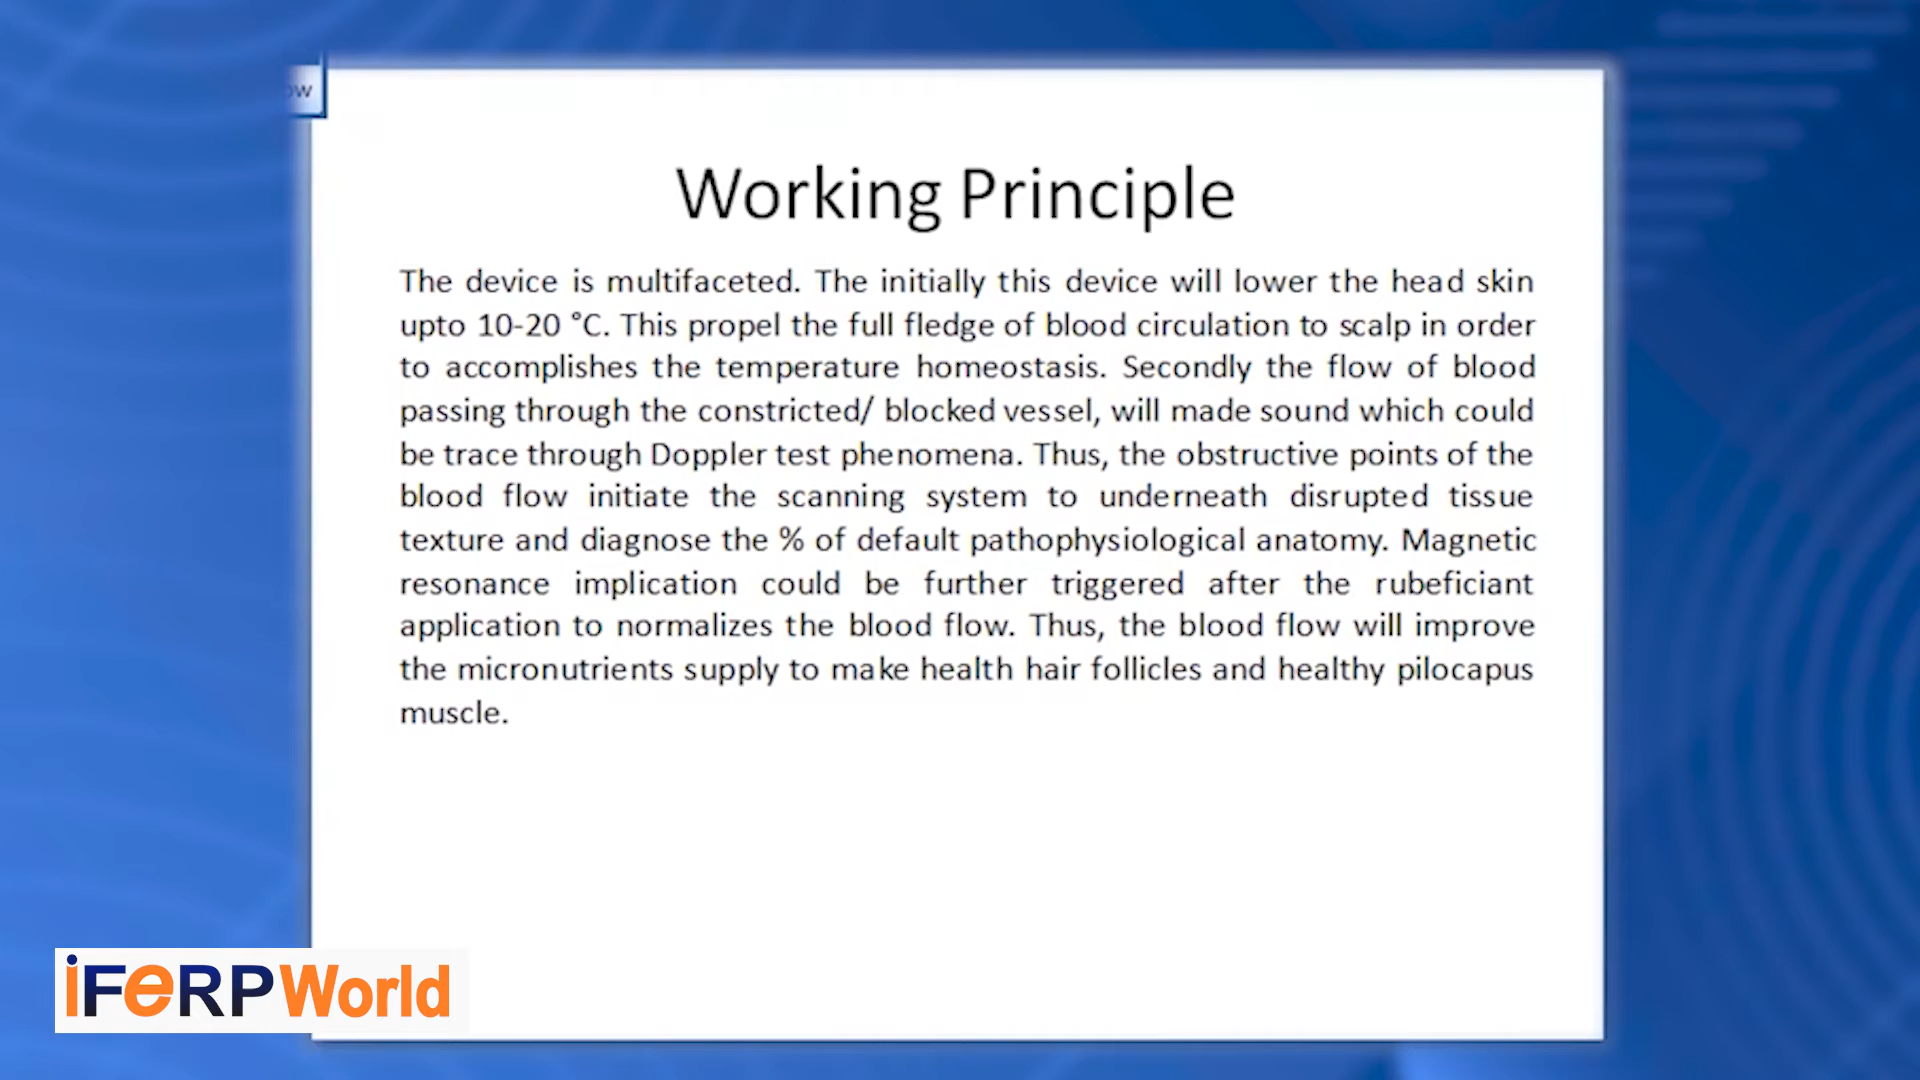 ow
Working Principle
The device is multifaceted. The initially this device will lower the head skin
upto 10-20 °C. This propel the full fledge of blood circulation to scalp in order
to accomplishes the temperature homeostasis. Secondly the flow of blood
passing through the constricted/ blocked vessel, will made sound which could
be trace through Doppler test phenomena. Thus, the obstructive points of the
blood flow initiate the scanning system to underneath disrupted tissue
texture and diagnose the % of default pathophysiological anatomy. Magnetic
resonance implication could be further triggered after the rubeficiant
application to normalizes the blood flow. Thus, the blood flow will improve
the micronutrients supply to make health hair follicles and healthy pilocapus
muscle.
iFeRP World